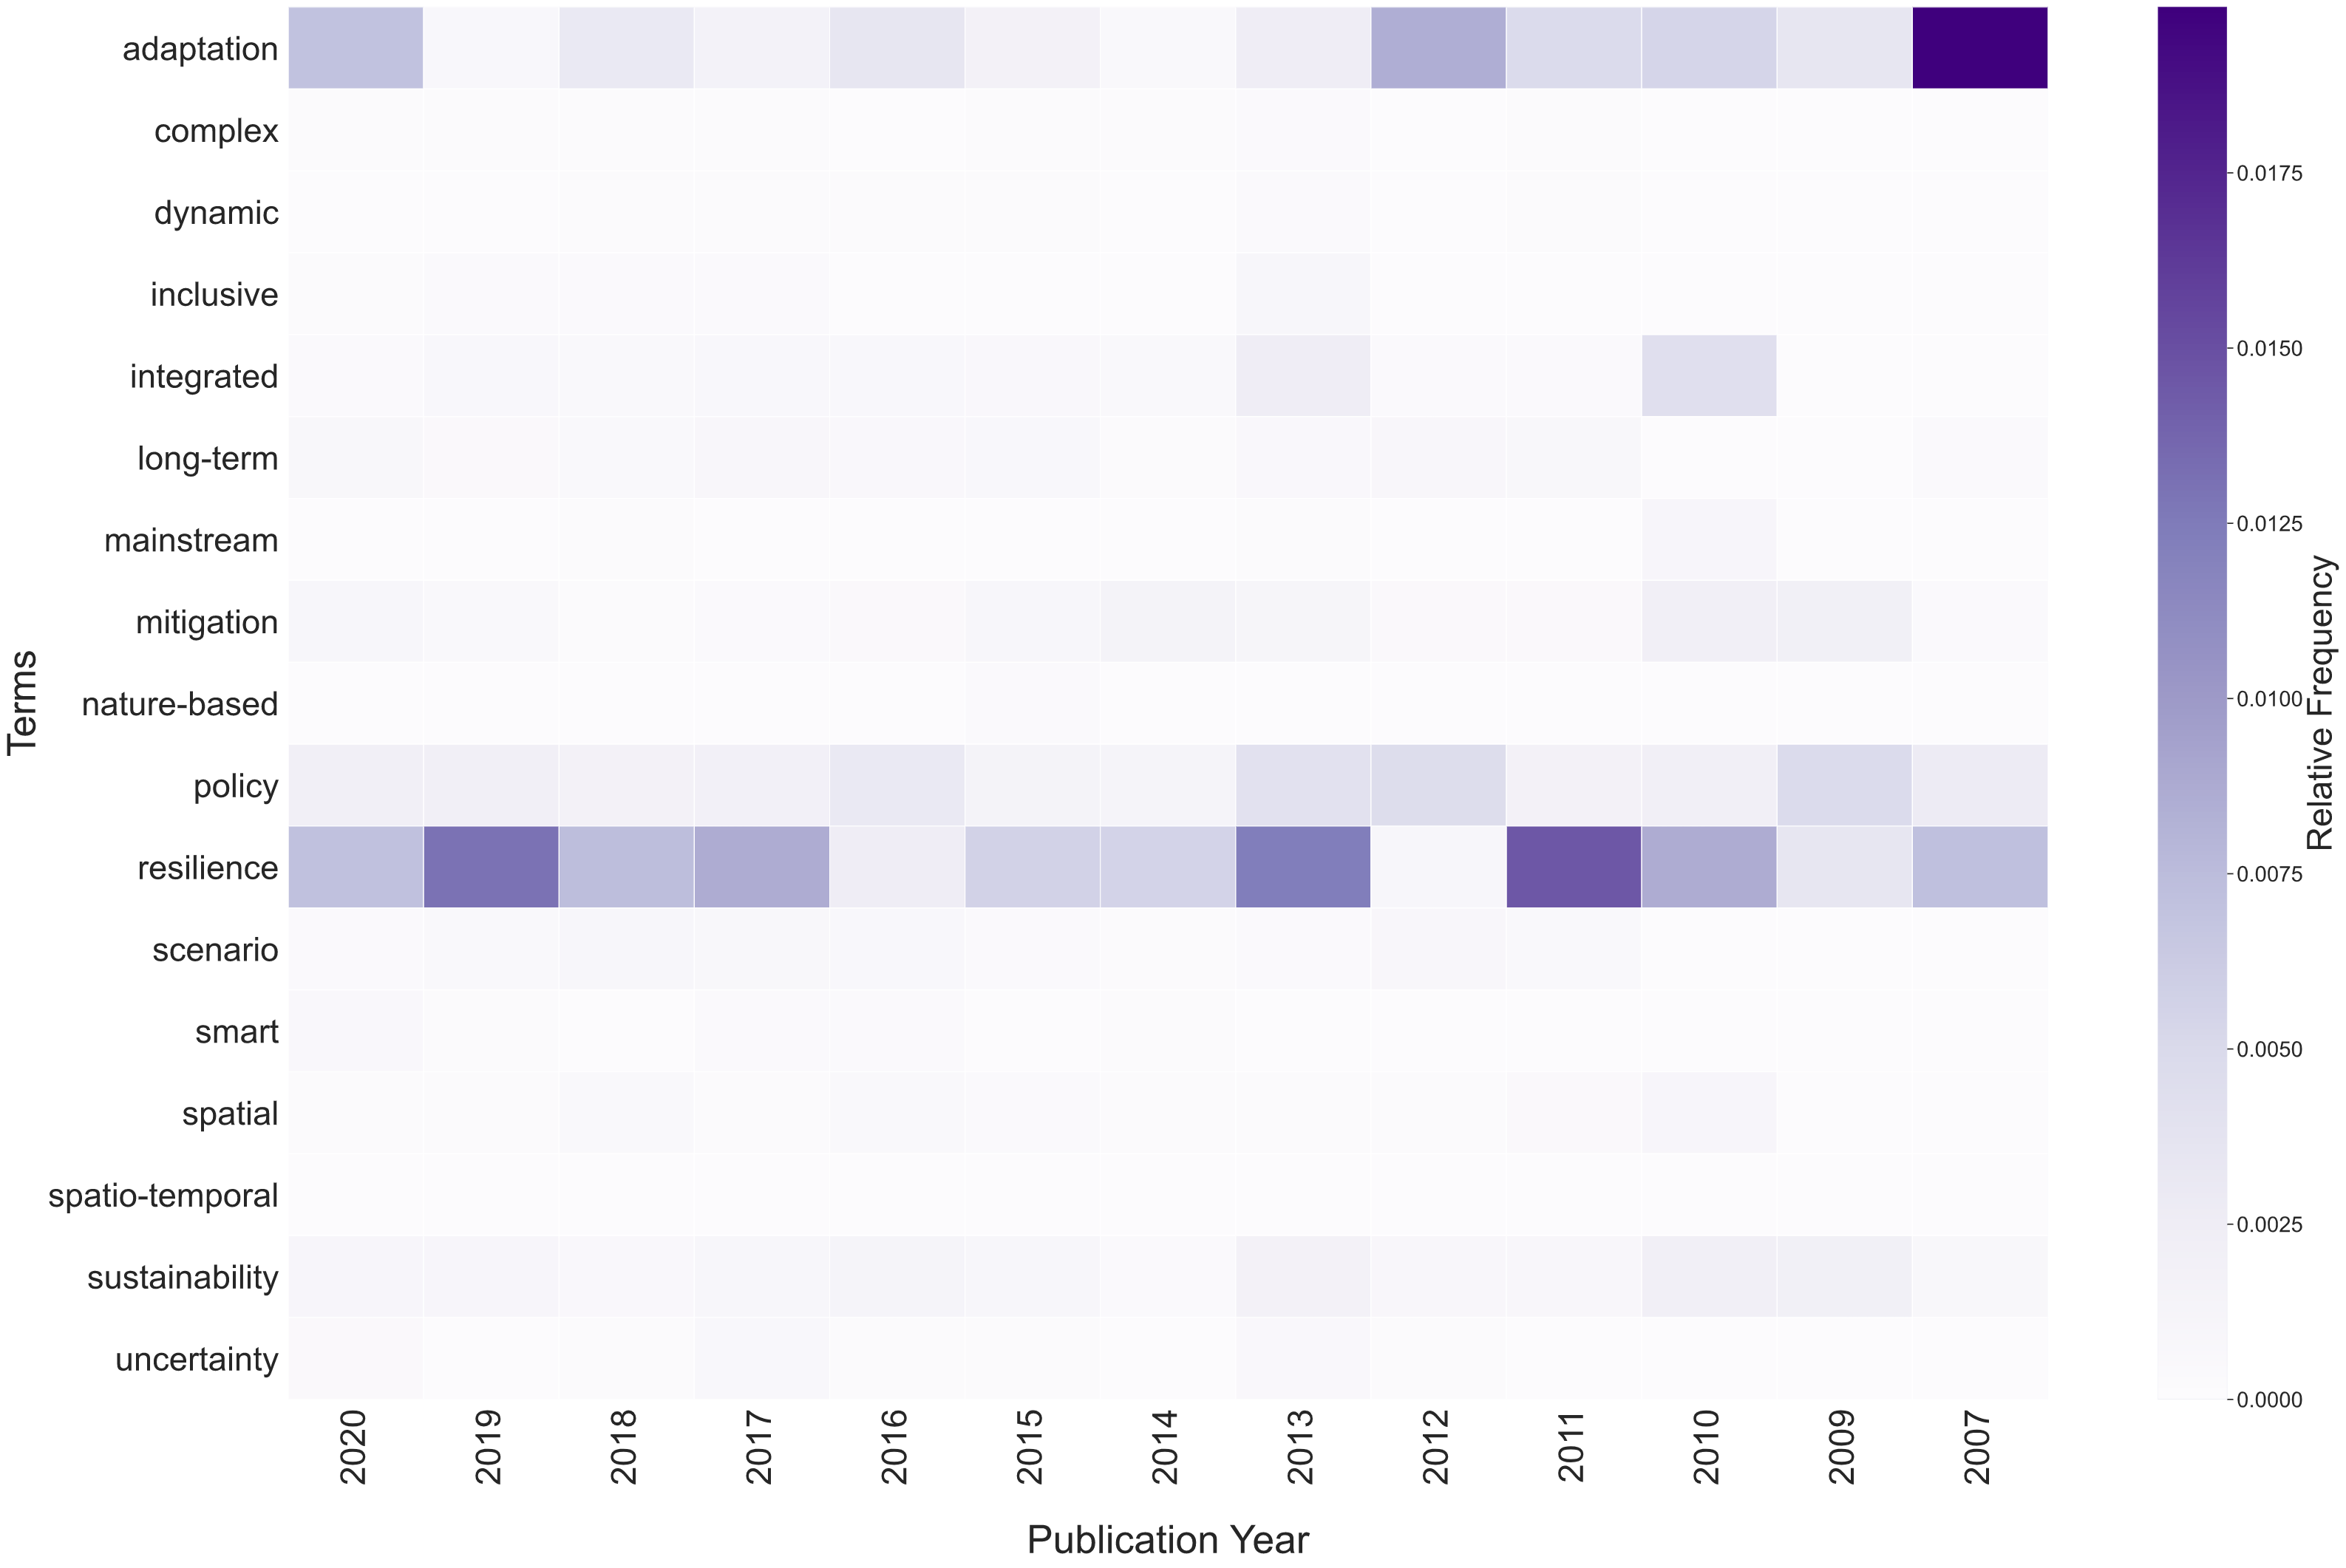 Terms
adaptation
complex
dynamic
inclusive
integrated
long-term
mainstream
mitigation
nature-based
policy
resilience
scenario
smart
spatial
spatio-temporal
sustainability
uncertainty
2020
2019
2018
2017
2016
2015
2014
2013
2012
2011
2010
2009
2007
Publication Year
0.0175
0.0150
0.0125
0.0100
0.0075
0.0050
0.0025
0.0000
Relative Frequency